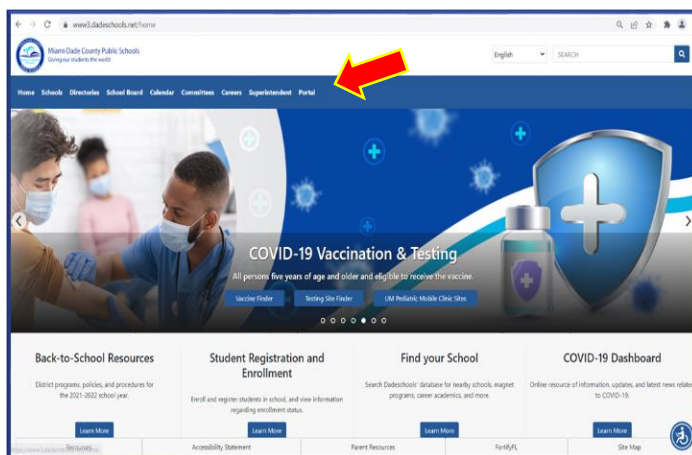 www3.dadeschools.net/home
Miami-Dade County Public Schools
Giving our students the world
English
SEARCH
Home Schools Directories School Board Calendar Committees Careers Superintendent Portal
COVID-19 Vaccination & Testing
All persons five years of age and older and eligible to receive the vaccine.
Vaccine Finder Testing Site Finder UM Pediatric Mobile Clinic Sites
Back-to-School Resources
District programs, policies, and procedures for
the 2021-2022 school year.
Learn More
Student Registration and
Enrollment
Enroll and register students in school, and view information
regarding enrollment status.
Learn More
Find your School
Search Dadeschools' database for nearby schools, magnet
programs, career academics, and more.
Learn More
COVID-19 Dashboard
Online resource of information, updates, and latest news relate
to COVID-19.
Learn More
Accessibility Statement Parent Resources FortifyFL Site Map